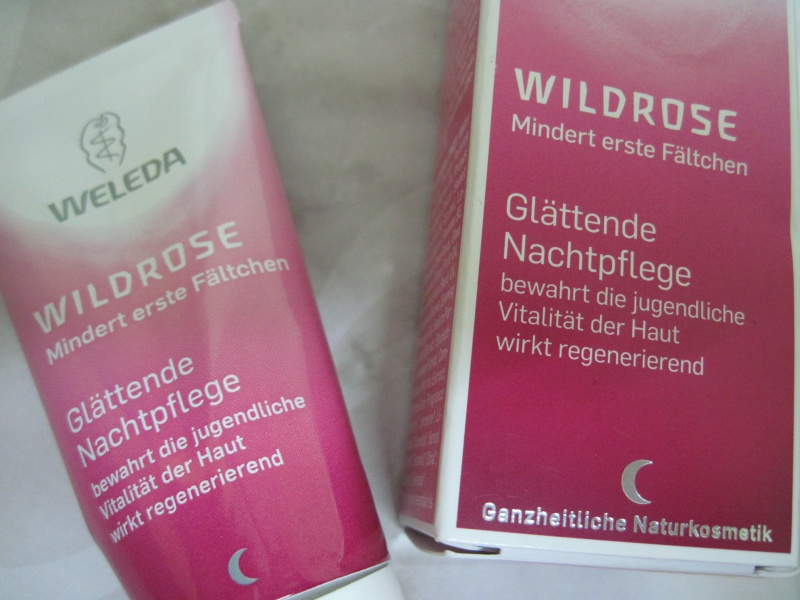 WELEDA
WILDROSE
Mindert erste Fältchen
Glättende
Nachtpflege
bewahrt die jugendliche
Vitalität der Haut
wirkt regenerierend
WILDROSE
Mindert erste Fältchen
Glättende
Nachtpflege
bewahrt die jugendliche
Vitalität der Haut
wirkt regenerierend
Ganzheitliche Naturkosmetik